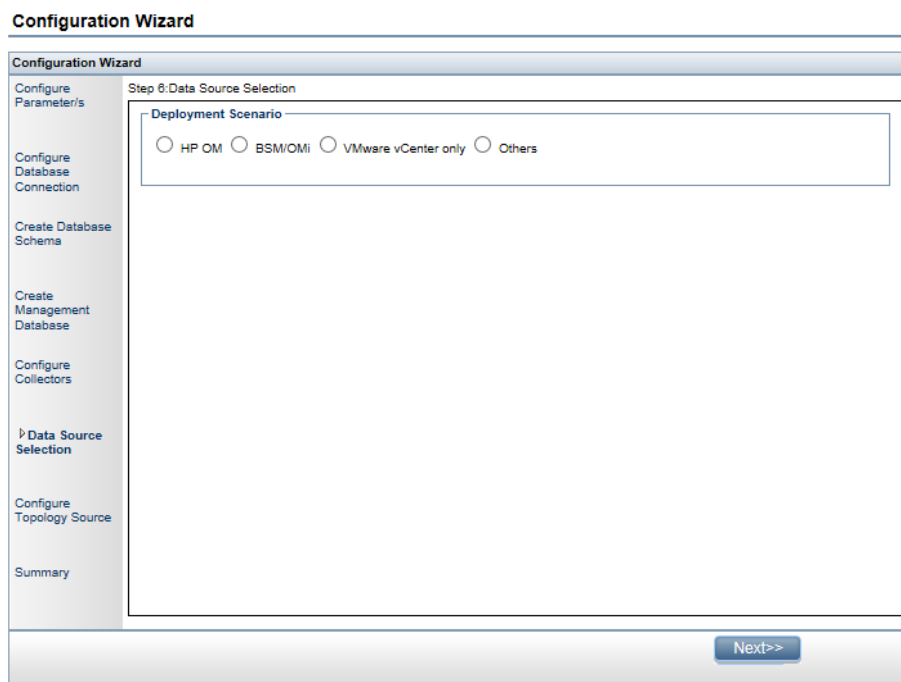 Configuration Wizard
Configuration Wizard
Configure
Parameter/s
Configure
Database
Connection
Create Database
Schema
Create
Management
Database
Configure
Collectors
Data Source
Selection
Configure
Topology Source
Summary
Step 6:Data Source Selection
Deployment Scenario
HP OM BSM/OMi VMware vCenter only Others
Next>>